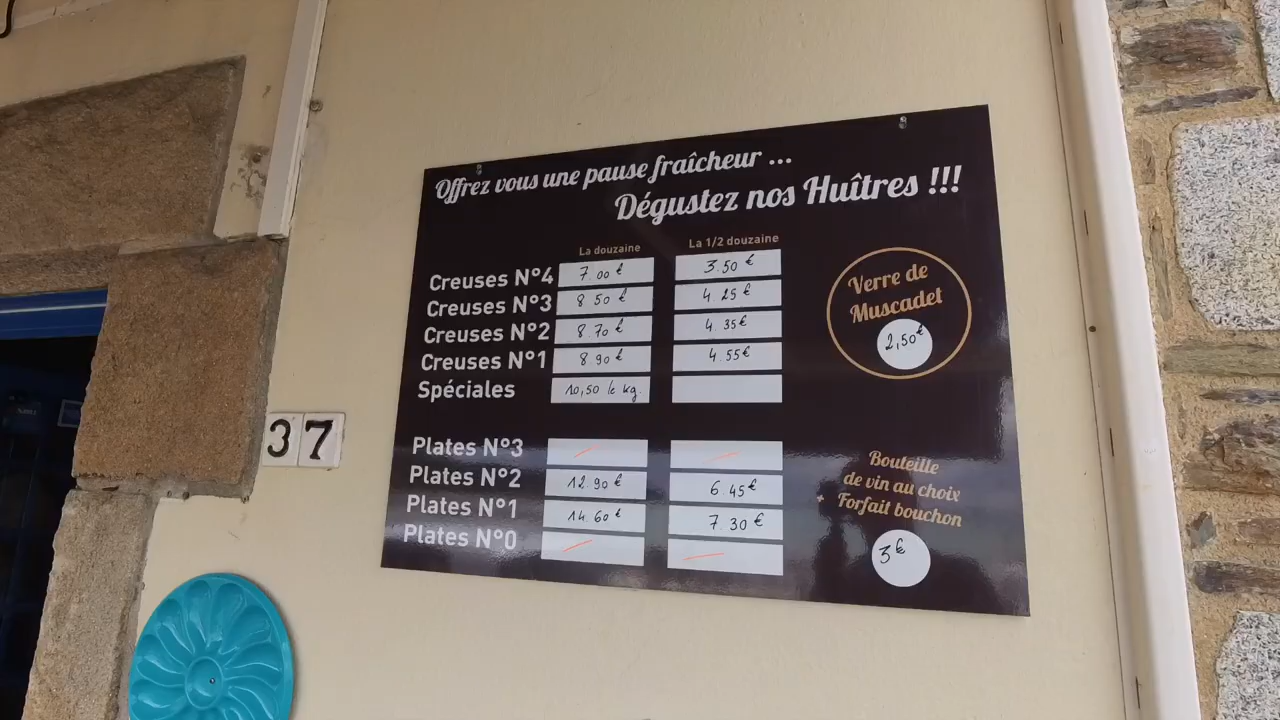 Offrez vous une pause fraîcheur ...
Dégustez nos Huîtres !!!
La douzaine La 1/2 douzaine
Creuses N°4 7.00 € 3.50 €
Creuses N°3 8 50 € 4 25 €
Creuses N°2 8.70 € 4.35€
Creuses N°1 8.90 € 4.55€
Spéciales 10,50 le kg.
Plates N°3
Plates N°2 12.90 € 6.45€
Plates N°1 14.60 € 7.30 €
Plates N°0
Verre de
Muscadet
2,50€
Bouteille
de vin au choix
+ Forfait bouchon
3€
37